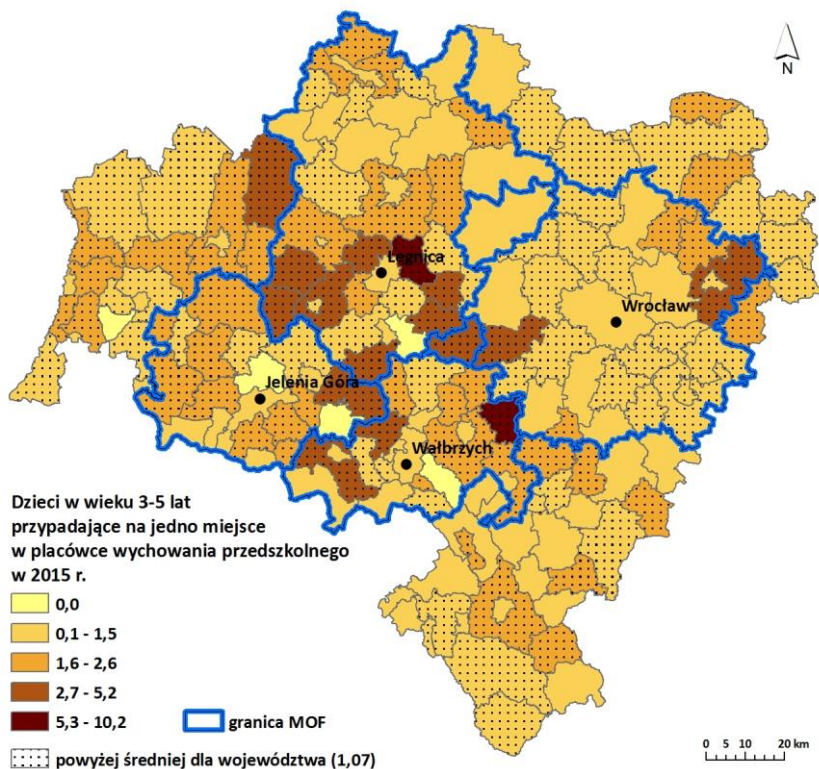 N
Legnica
Wrocław
Jelenia Góra
Wałbrzych
Dzieci w wieku 3-5 lat
przypadające na jedno miejsce
w placówce wychowania przedszkolnego
w 2015 r.
0,0
0,1 - 1,5
1,6 - 2,6
2,7 - 5,2
5,3 - 10,2
granica MOF
powyżej średniej dla województwa (1,07)
0 5 10 20 km